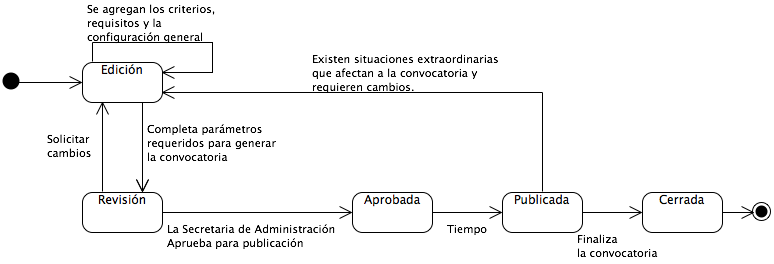 Se agregan los criterios,
requisitos y la
configuración general
Edición
Existen situaciones extraordinarias
que afectan a la convocatoria y
requieren cambios.
Solicitar
cambios
Completa parámetros
requeridos para generar
la convocatoria
Revisión
Aprobada
Publicada
Cerrada
La Secretaria de Administración
Aprueba para publicación
Tiempo
Finaliza
la convocatoria